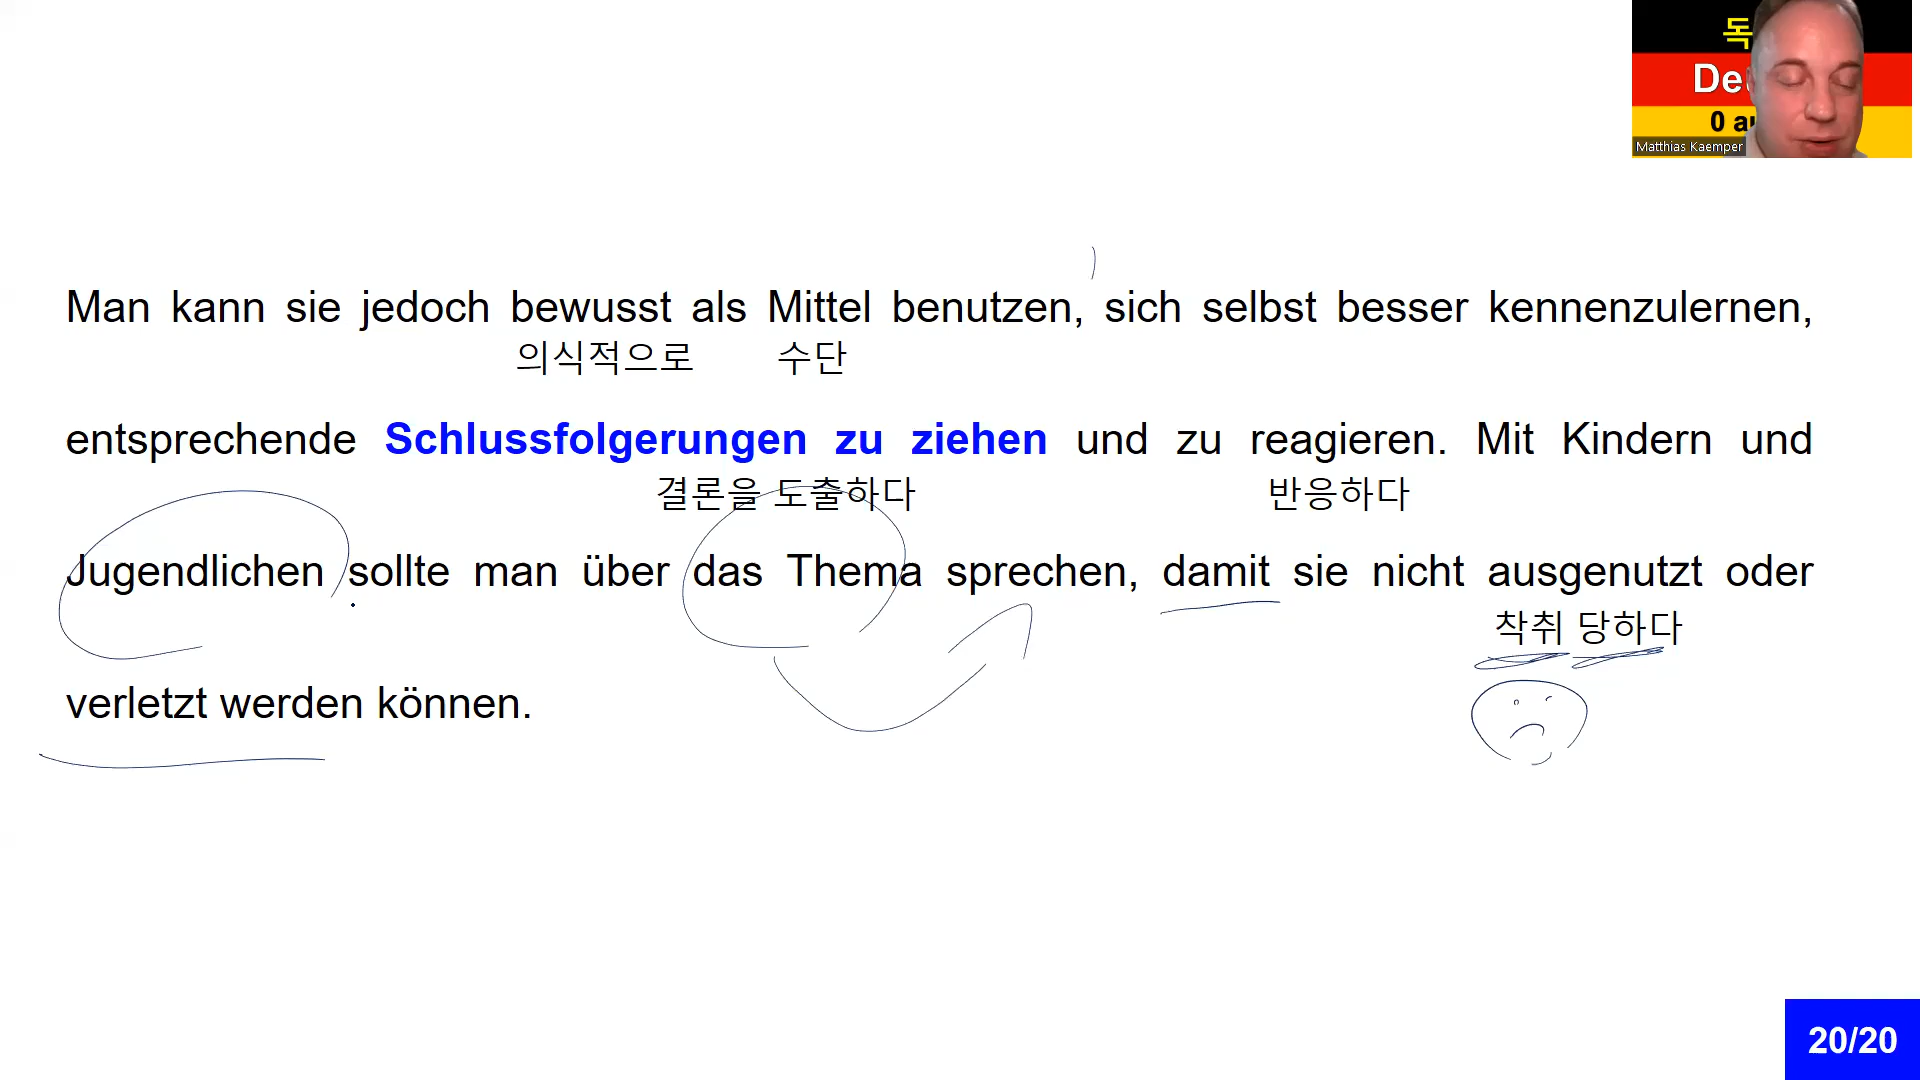 독
De
0 au
Matthias Kaemper
Man kann sie jedoch bewusst als Mittel benutzen, sich selbst besser kennenzulernen,
의식적으로 수단
entsprechende Schlussfolgerungen zu ziehen und zu reagieren. Mit Kindern und
결론을 도출하다 반응하다
Jugendlichen sollte man über das Thema sprechen, damit sie nicht ausgenutzt oder
착취 당하다
verletzt werden können.
20/20